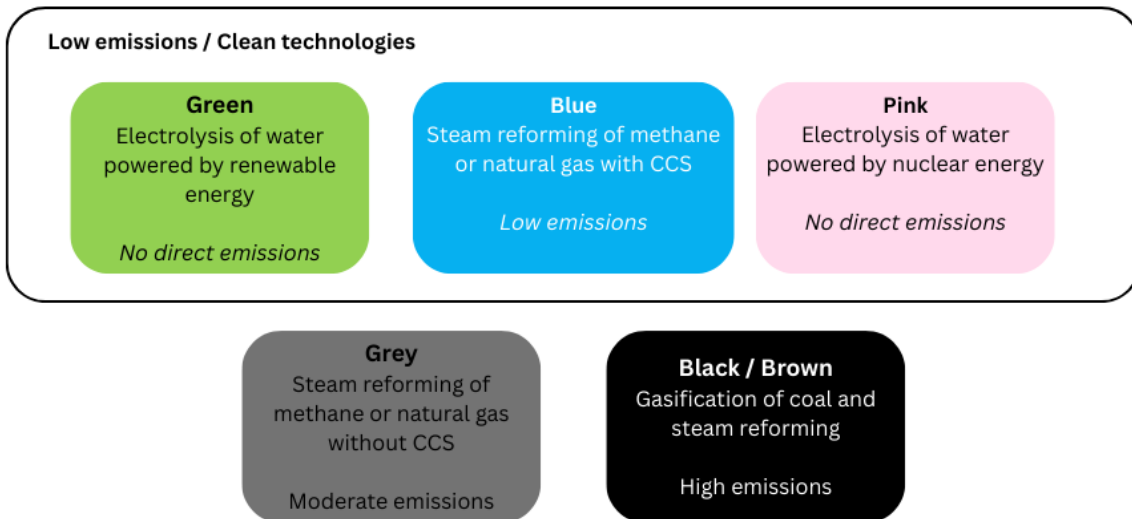 Low emissions / Clean technologies
Green
Electrolysis of water
powered by renewable
energy
No direct emissions
Blue
Steam reforming of methane
or natural gas with CCS
Low emissions
Pink
Electrolysis of water
powered by nuclear energy
No direct emissions
Grey
Steam reforming of
methane or natural gas
without CCS
Moderate emissions
Black / Brown
Gasification of coal and
steam reforming
High emissions